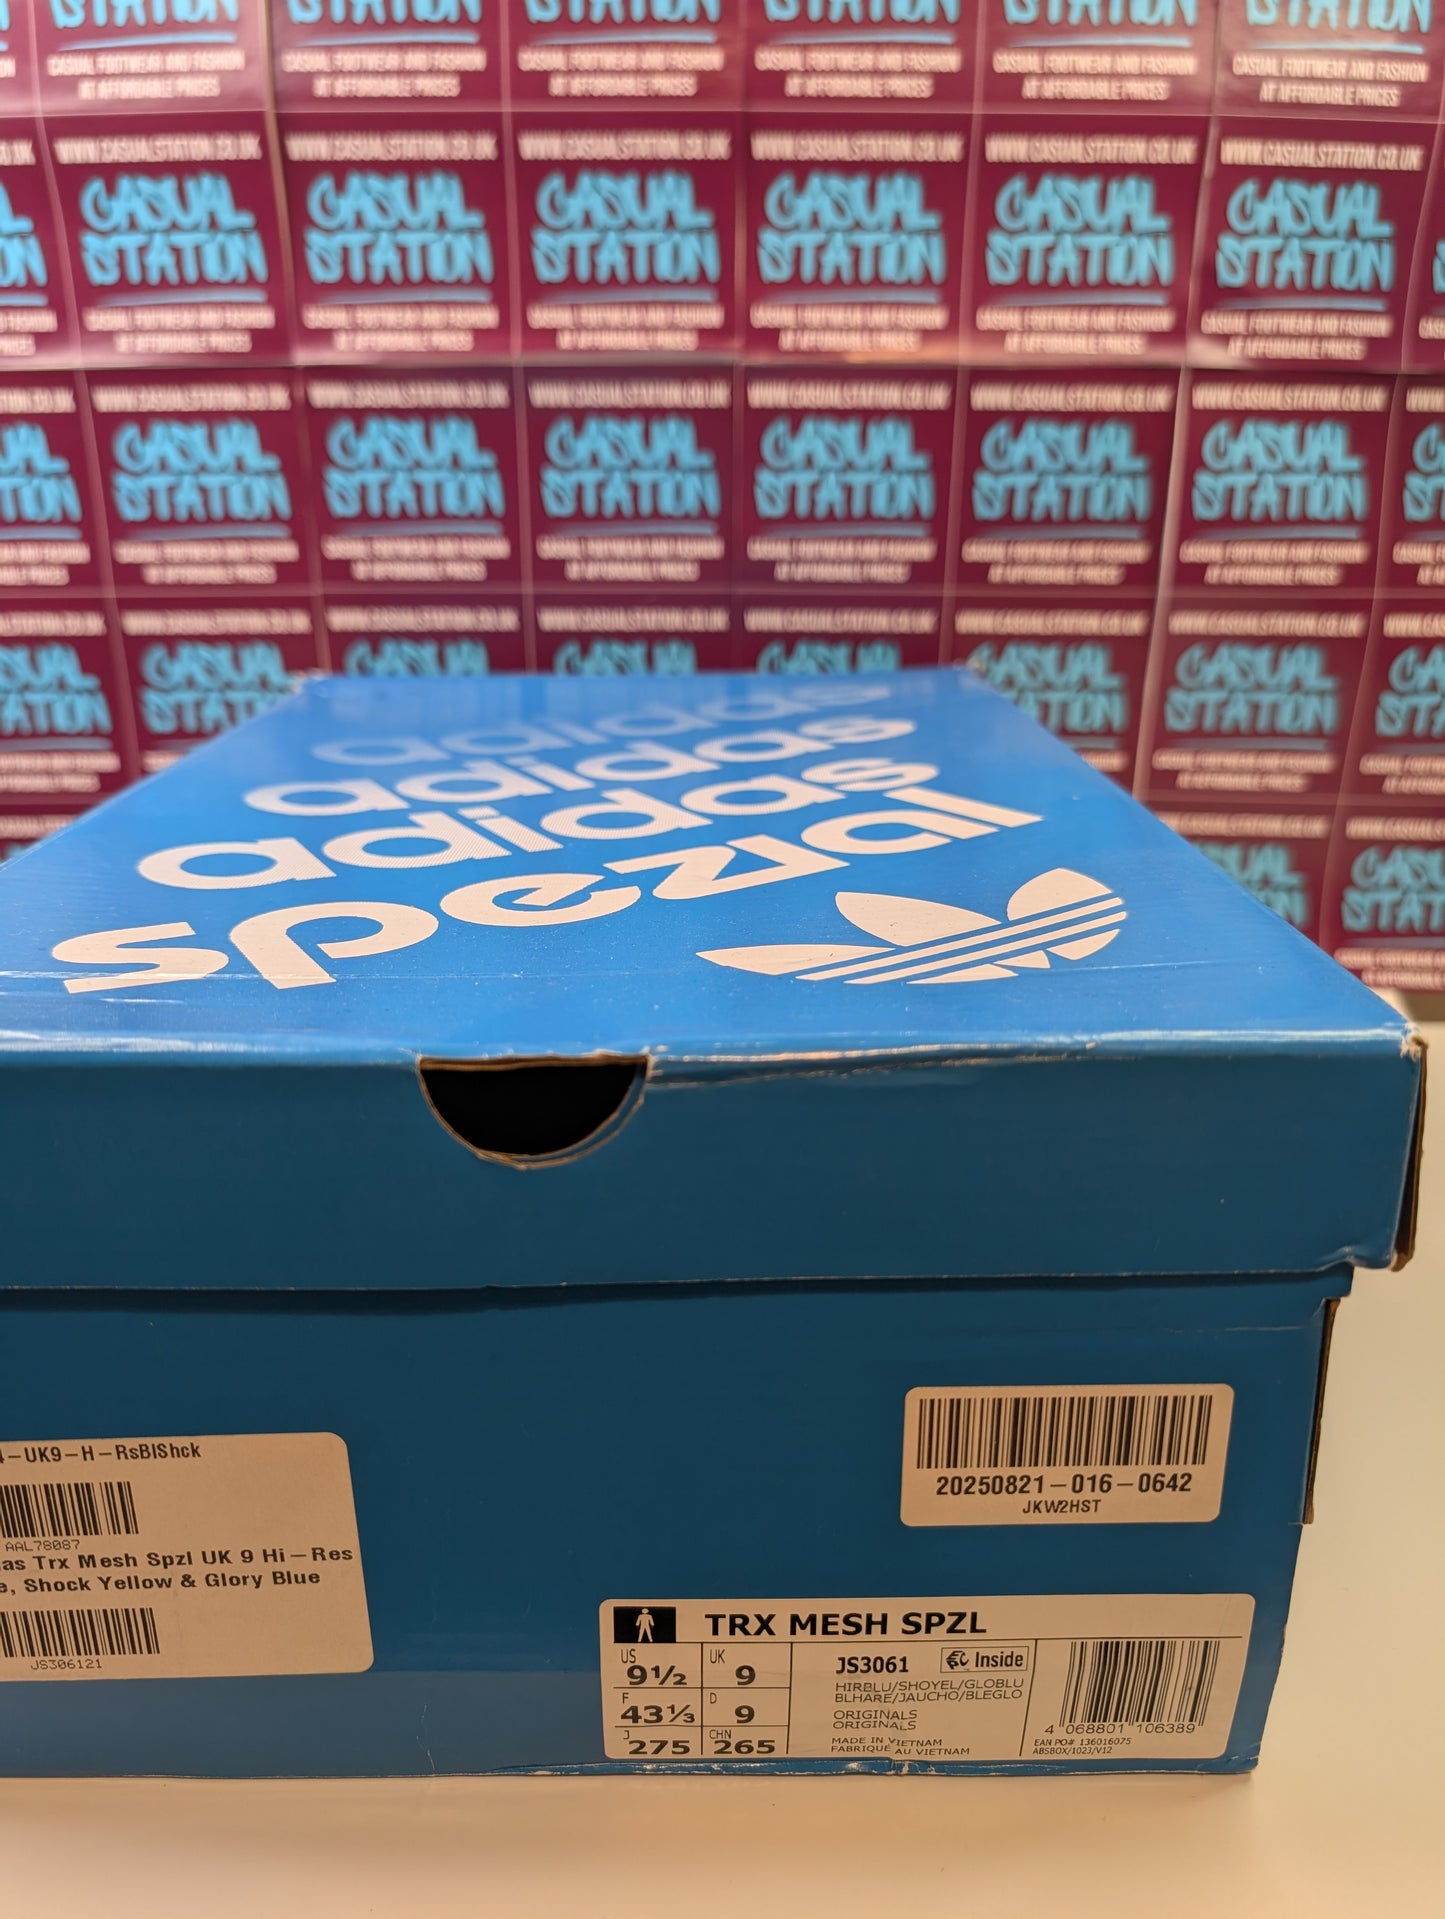 WWW.CASUALSTATION.CO.UK
CASUAL
STATION
CASUAL FOOTWEAR AND FASHION
AT AFFORDABLE PRICES
adidas
adidas
adidas
spezial
-UK9-H-RsBlShck
AAL78087
Trx Mesh Spzl UK 9 Hi-Res
Shock Yellow & Glory Blue
JS306121
20250821-016-0642
JKW2HST
TRX MESH SPZL
US
9½
UK
9
F
43⅓
D
9
J
275
CHN
265
JS3061
Inside
HIRBLU/SHOYEL/GLOBLU
BLHARE/JAUCHO/BLEGLO
ORIGINALS
ORIGINALS
MADE IN VIETNAM
FABRIQUÉ AU VIETNAM
4 068801 106389
EAN PO# 136016075
ABSBOX/1023/V12